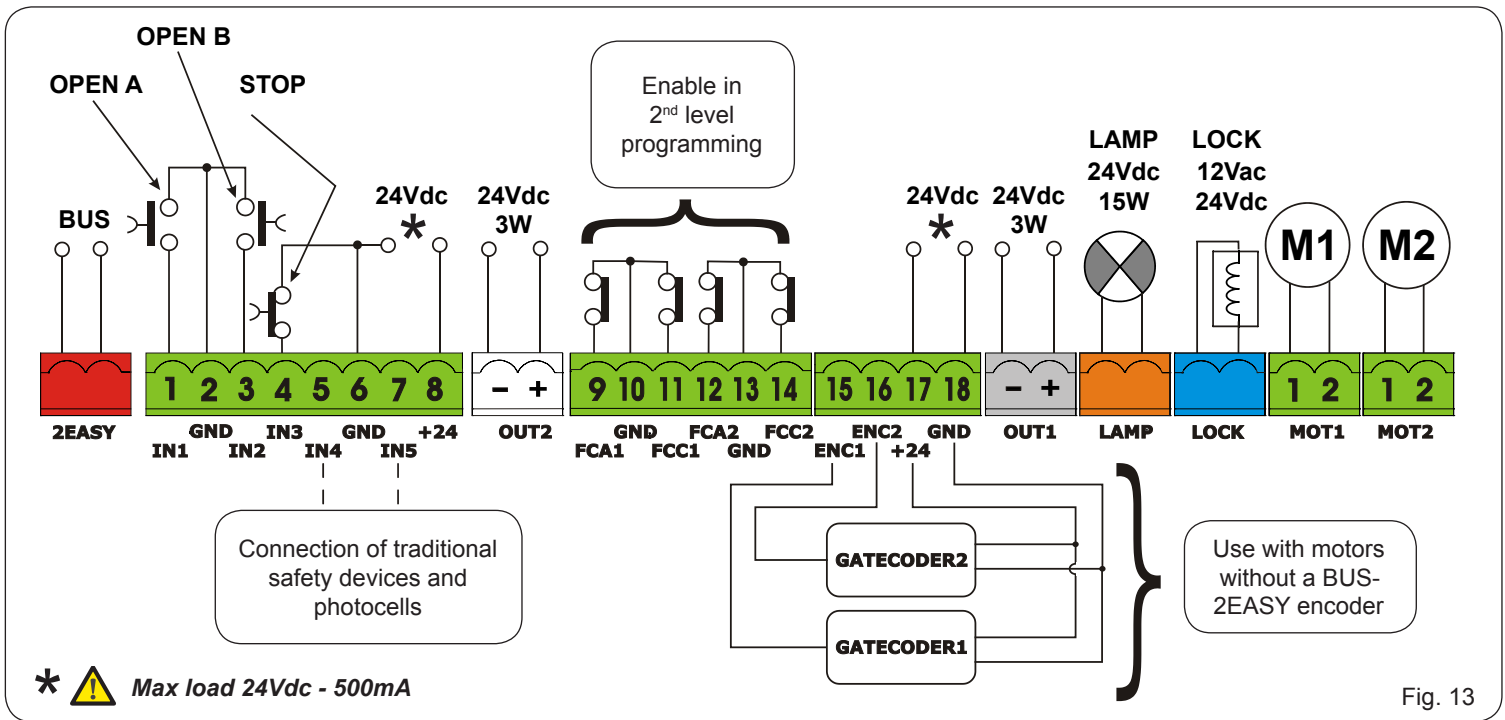 OPEN B
OPEN A
STOP
Enable in
2nd level
programming
BUS
24Vdc
*
24Vdc
3W
24Vdc
*
24Vdc
3W
LAMP
24Vdc
15W
LOCK
12Vac
24Vdc
M1
M2
1 2 3 4 5 6 7 8
- +
9 10 11 12 13 14
15 16 17 18
- +
1 2
1 2
2EASY
IN1
GND
IN2
IN3
IN4
GND
IN5
+24
OUT2
FCA1
GND
FCC1
FCA2
GND
FCC2
ENC1
ENC2
+24
GND
OUT1
LAMP
LOCK
MOT1
MOT2
Connection of traditional
safety devices and
photocells
GATECODER2
GATECODER1
Use with motors
without a BUS-
2EASY encoder
* ! Max load 24Vdc - 500mA
Fig. 13